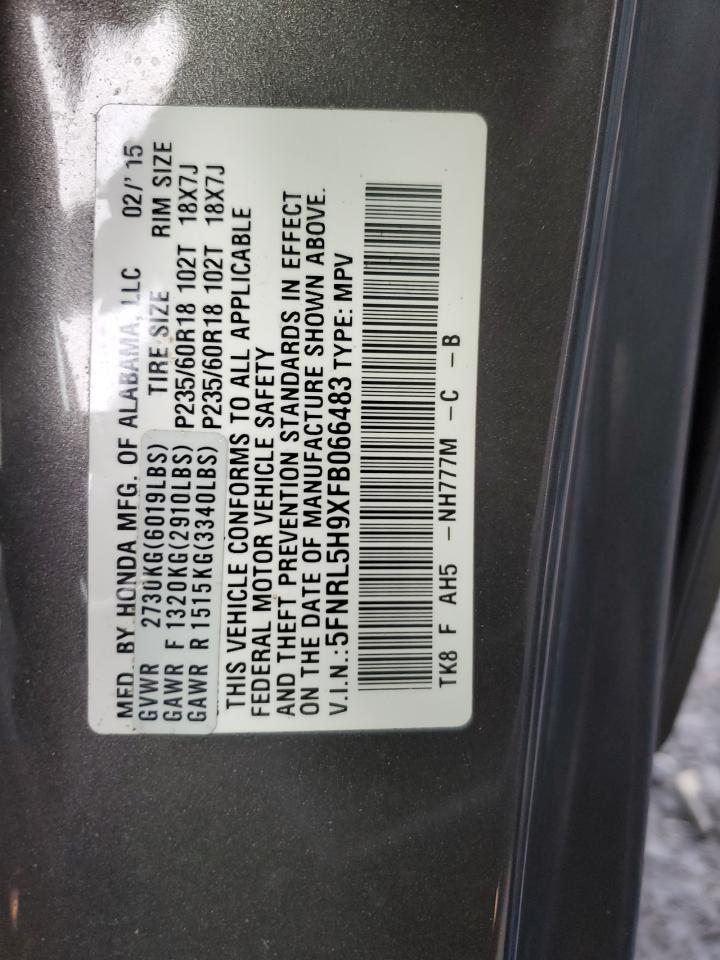 MFD. BY HONDA MFG. OF ALABAMA, LLC 02/'15
GVWR 2730KG(6019LBS) TIRE SIZE RIM SIZE
GAWR F 1320KG(2910LBS) P235/60R18 102T 18X7J
GAWR R 1515KG(3340LBS) P235/60R18 102T 18X7J
THIS VEHICLE CONFORMS TO ALL APPLICABLE
FEDERAL MOTOR VEHICLE SAFETY
AND THEFT PREVENTION STANDARDS IN EFFECT
ON THE DATE OF MANUFACTURE SHOWN ABOVE.
V.I.N.:5FNRL5H9XFB066483 TYPE: MPV
TK8 F AH5 -NH777M -C -B